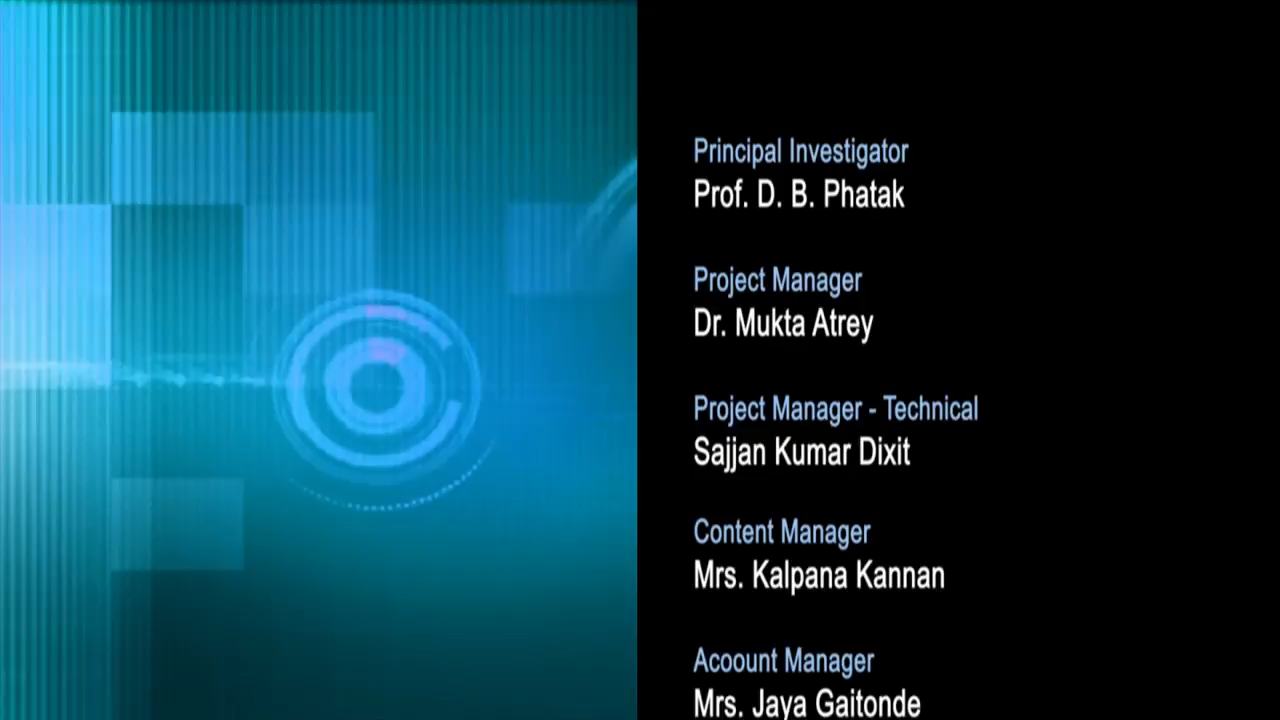 Principal Investigator
Prof. D. B. Phatak
Project Manager
Dr. Mukta Atrey
Project Manager - Technical
Sajjan Kumar Dixit
Content Manager
Mrs. Kalpana Kannan
Acoount Manager
Mrs. Jaya Gaitonde